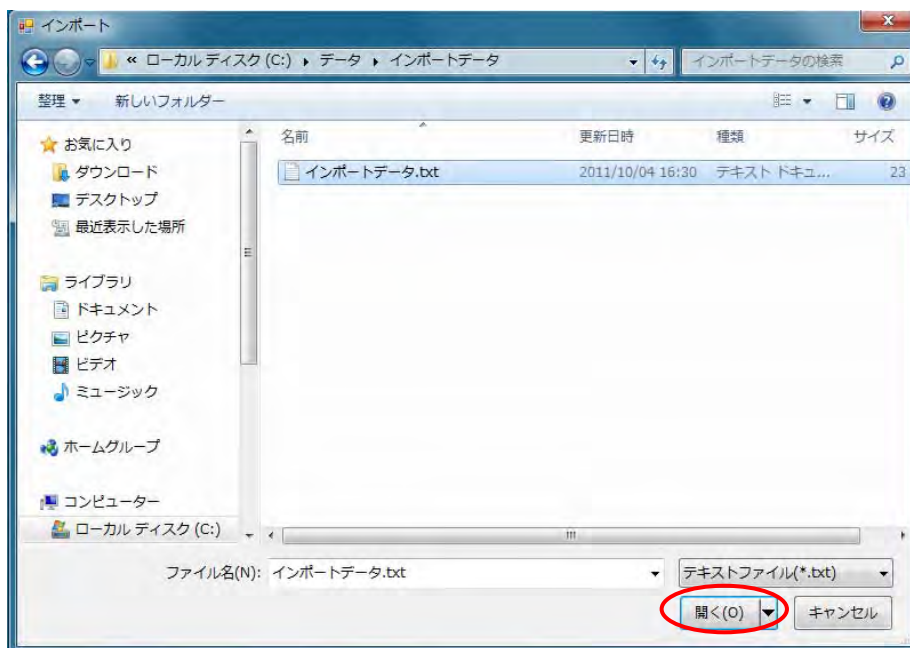 インポート
« ローカル ディスク (C:) ▸ データ ▸ インポートデータ
インポートデータの検索
整理 ▼ 新しいフォルダー
名前 更新日時 種類 サイズ
インポートデータ.txt 2011/10/04 16:30 テキスト ドキュ... 23
お気に入り
ダウンロード
デスクトップ
最近表示した場所
ライブラリ
ドキュメント
ピクチャ
ビデオ
ミュージック
ホームグループ
コンピューター
ローカル ディスク (C:)
ファイル名(N): インポートデータ.txt
テキストファイル(*.txt)
開く(O)
キャンセル